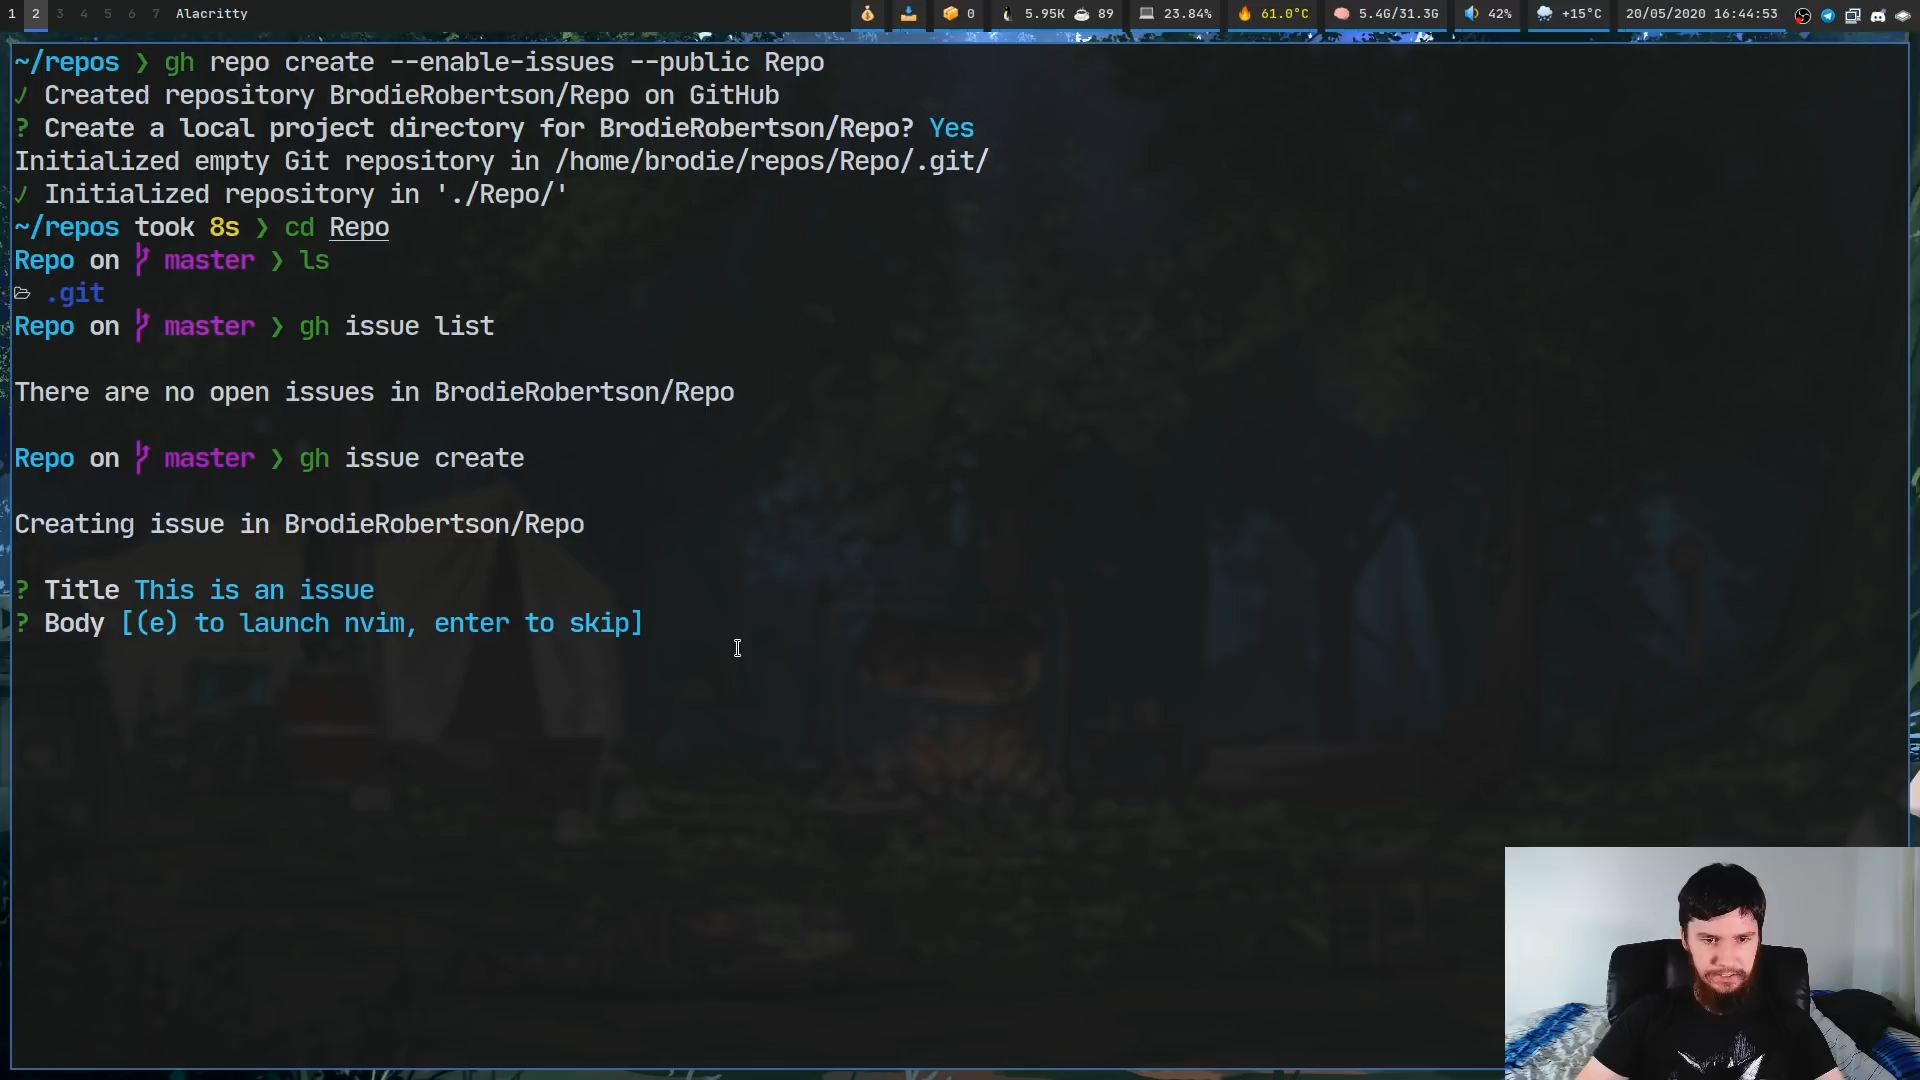 1 2 3 4 5 6 7 Alacritty 0 5.95K 89 23.84% 61.0°C 5.4G/31.3G 42% +15°C 20/05/2020 16:44:53
~/repos ❯ gh repo create --enable-issues --public Repo
✓ Created repository BrodieRobertson/Repo on GitHub
? Create a local project directory for BrodieRobertson/Repo? Yes
Initialized empty Git repository in /home/brodie/repos/Repo/.git/
✓ Initialized repository in './Repo/'
~/repos took 8s ❯ cd Repo
Repo on master ❯ ls
.git
Repo on master ❯ gh issue list
There are no open issues in BrodieRobertson/Repo
Repo on master ❯ gh issue create
Creating issue in BrodieRobertson/Repo
? Title This is an issue
? Body [(e) to launch nvim, enter to skip]